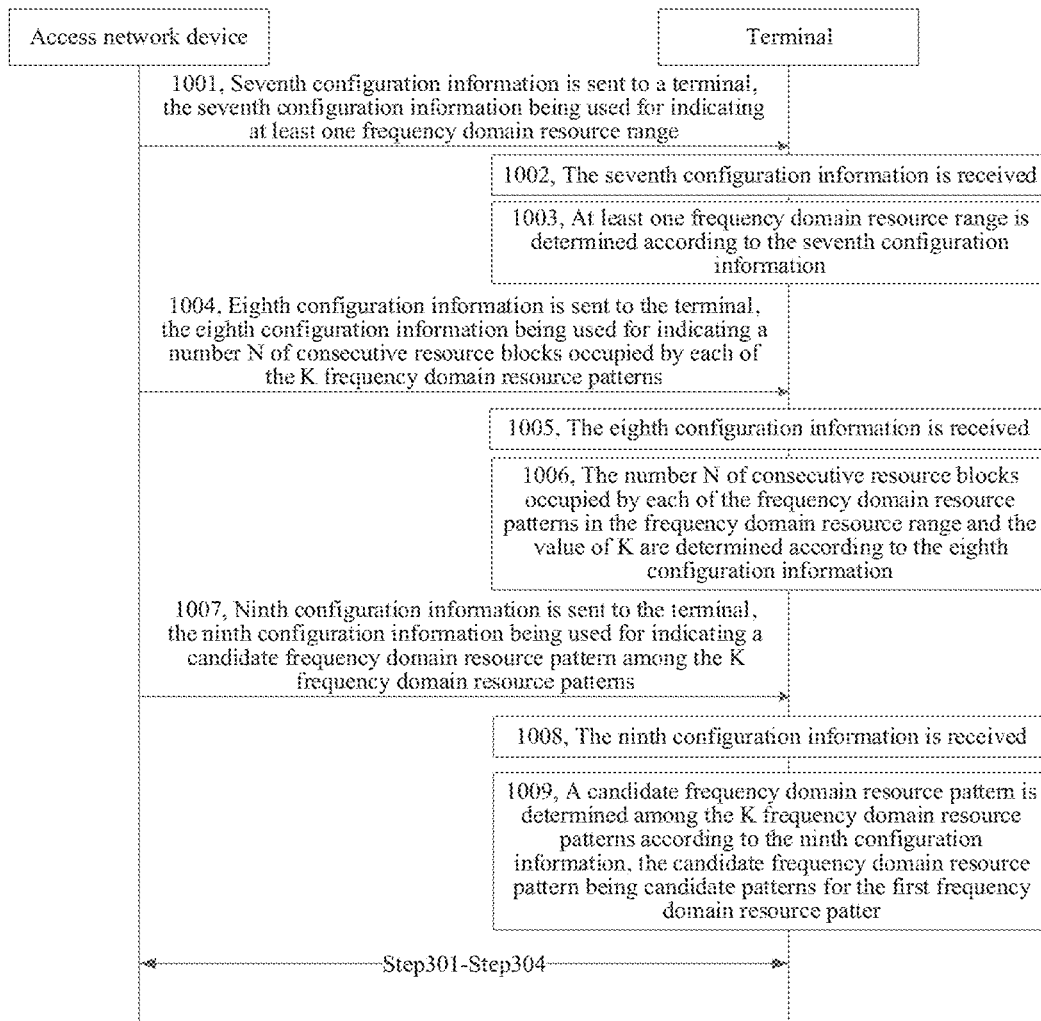 Access network device
Terminal
1001, Seventh configuration information is sent to a terminal,
the seventh configuration information being used for indicating
at least one frequency domain resource range
1002, The seventh configuration information is received
1003, At least one frequency domain resource range is
determined according to the seventh configuration
information
1004, Eighth configuration information is sent to the terminal,
the eighth configuration information being used for indicating a
number N of consecutive resource blocks occupied by each of
the K frequency domain resource patterns
1005, The eighth configuration information is received
1006, The number N of consecutive resource blocks
occupied by each of the frequency domain resource
patterns in the frequency domain resource range and the
value of K are determined according to the eighth
configuration information
1007, Ninth configuration information is sent to the terminal,
the ninth configuration information being used for indicating a
candidate frequency domain resource pattern among the K
frequency domain resource patterns
1008, The ninth configuration information is received
1009, A candidate frequency domain resource pattern is
determined among the K frequency domain resource
patterns according to the ninth configuration
information, the candidate frequency domain resource
pattern being candidate patterns for the first frequency
domain resource patter
Step301-Step304